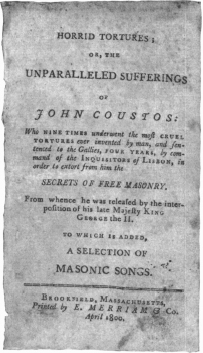 HORRID TORTURES;
OR, THE
UNPARALLELED SUFFERINGS
OF
JOHN COUSTOS:
Who NINE TIMES underwent the most CRUEL
TORTURES ever invented by man, and sen-
tenced to the Gallies, FOUR YEARS, by com-
mand of the INQUISITORS of LISBON, in
order to extort from him the
SECRETS OF FREE MASONRY.
From whence he was released by the inter-
position of his late Majesty KING
GEORGE the II.
TO WHICH IS ADDED,
A SELECTION OF
MASONIC SONGS.
BROOKFIELD, MASSACHUSETTS,
Printed by E. MERRIAM & Co.
April 1800.